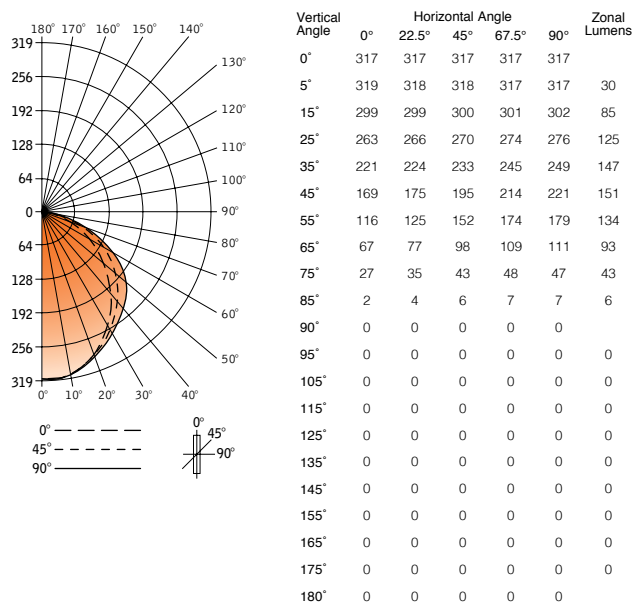 180° 170° 160° 150° 140°
319
256
192
128
64
0
64
128
192
256
319
130°
120°
110°
100°
90°
80°
70°
60°
50°
0° 10° 20° 30° 40°
0°
45°
90°
0°
45°
90°
Vertical Angle Horizontal Angle Zonal Lumens
0° 22.5° 45° 67.5° 90°
0° 317 317 317 317 317
5° 319 318 318 317 317 30
15° 299 299 300 301 302 85
25° 263 266 270 274 276 125
35° 221 224 233 245 249 147
45° 169 175 195 214 221 151
55° 116 125 152 174 179 134
65° 67 77 98 109 111 93
75° 27 35 43 48 47 43
85° 2 4 6 7 7 6
90° 0 0 0 0 0
95° 0 0 0 0 0 0
105° 0 0 0 0 0 0
115° 0 0 0 0 0 0
125° 0 0 0 0 0 0
135° 0 0 0 0 0 0
145° 0 0 0 0 0 0
155° 0 0 0 0 0 0
165° 0 0 0 0 0 0
175° 0 0 0 0 0 0
180° 0 0 0 0 0